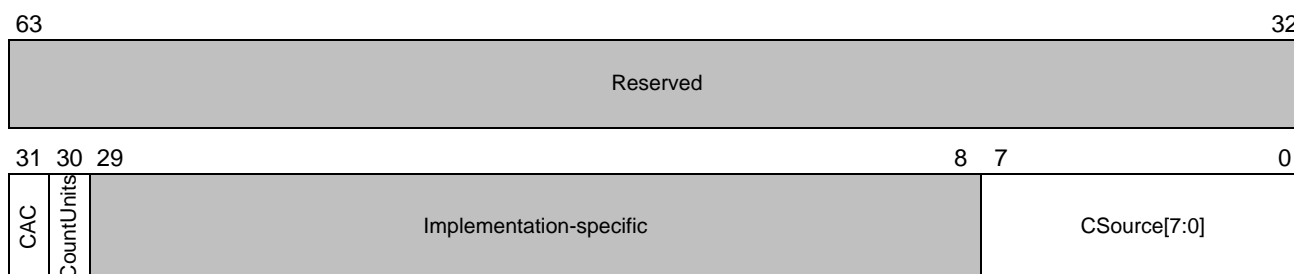 63 32
Reserved
31 30 29 8 7 0
CAC
CountUnits
Implementation-specific
CSource[7:0]